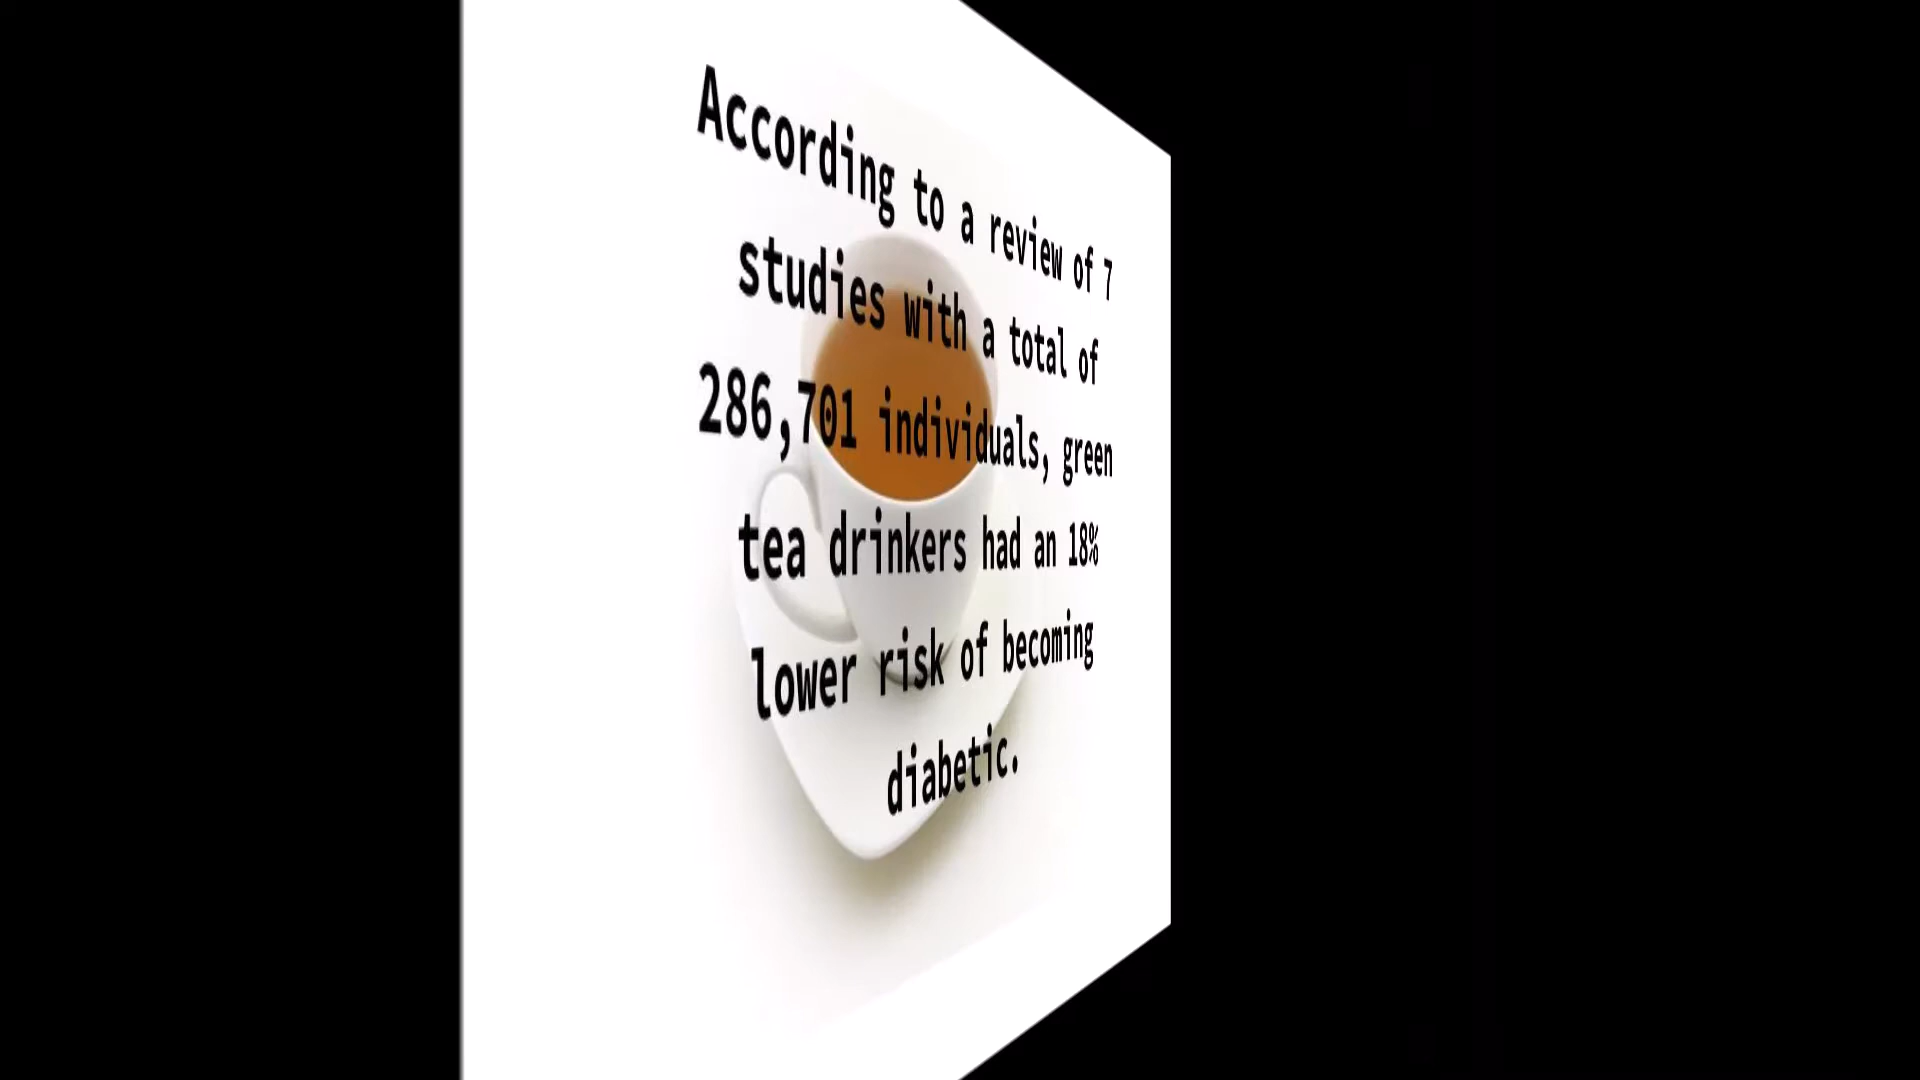 According to a review of 7
studies with a total of
286,701 individuals, green
tea drinkers had an 18%
lower risk of becoming
diabetic.